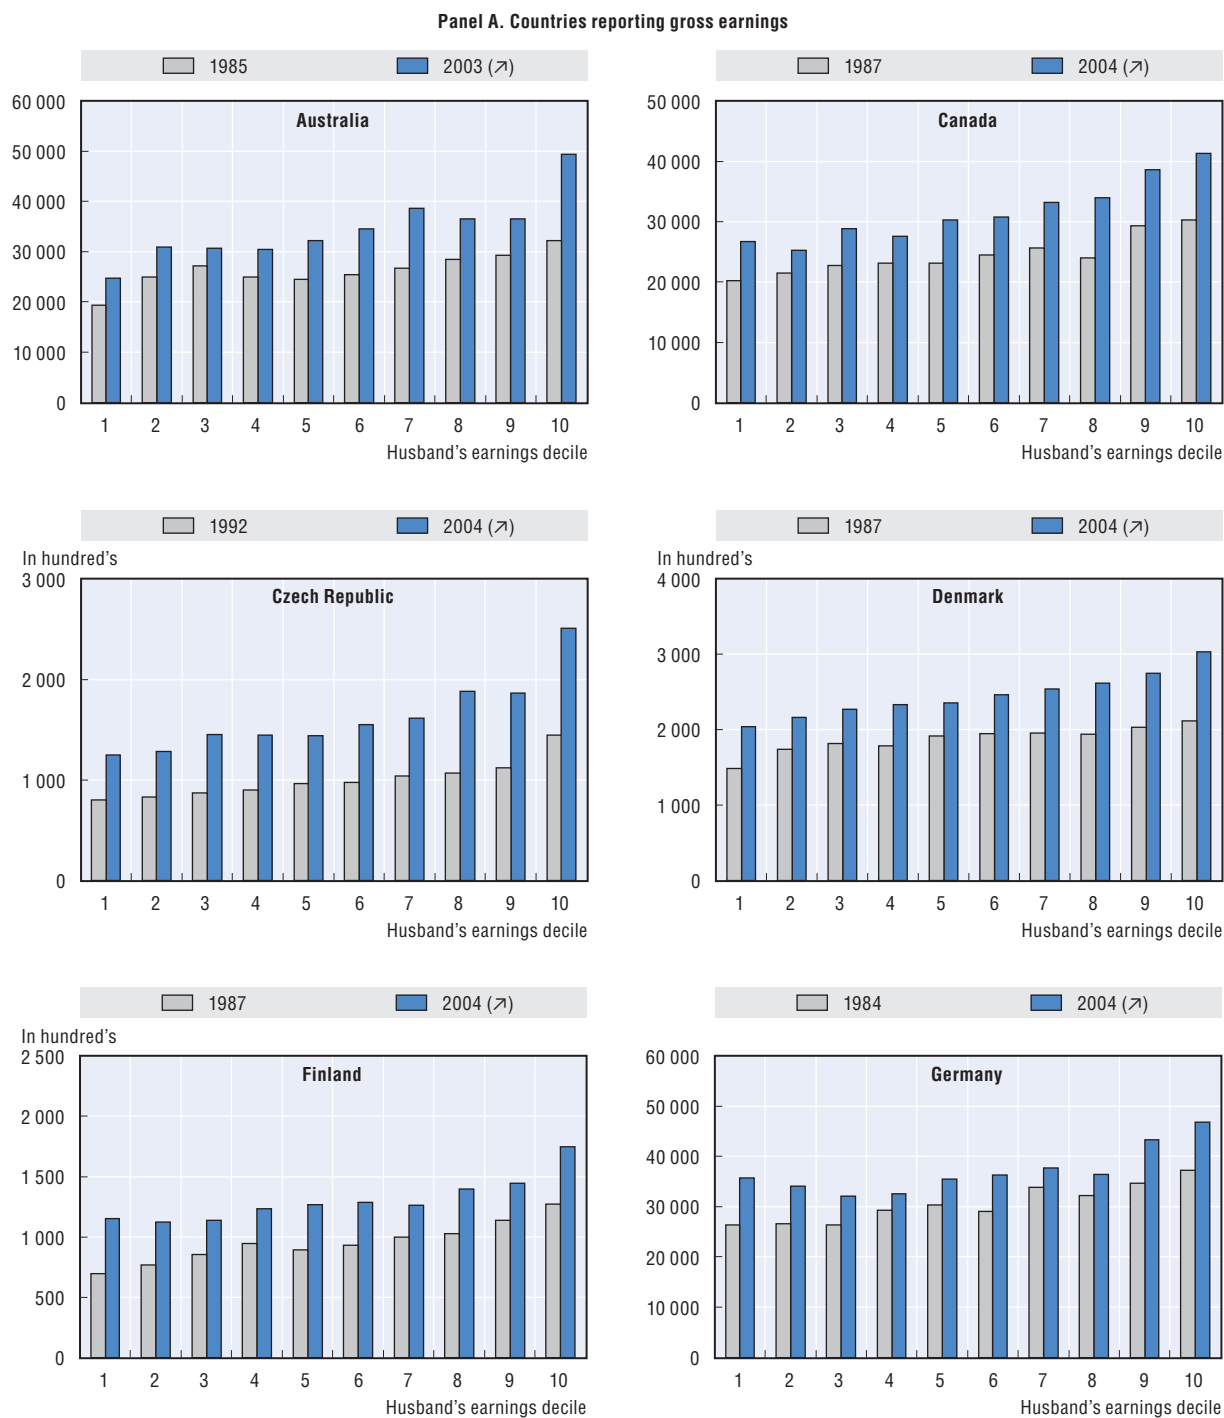 Panel A. Countries reporting gross earnings
1985 2003 (↗)
60 000
50 000
40 000
30 000
20 000
10 000
0
Australia
1 2 3 4 5 6 7 8 9 10
Husband's earnings decile
1987 2004 (↗)
50 000
40 000
30 000
20 000
10 000
0
Canada
1 2 3 4 5 6 7 8 9 10
Husband's earnings decile
1992 2004 (↗)
In hundred's
3 000
2 000
1 000
0
Czech Republic
1 2 3 4 5 6 7 8 9 10
Husband's earnings decile
1987 2004 (↗)
In hundred's
4 000
3 000
2 000
1 000
0
Denmark
1 2 3 4 5 6 7 8 9 10
Husband's earnings decile
1987 2004 (↗)
In hundred's
2 500
2 000
1 500
1 000
500
0
Finland
1 2 3 4 5 6 7 8 9 10
Husband's earnings decile
1984 2004 (↗)
60 000
50 000
40 000
30 000
20 000
10 000
0
Germany
1 2 3 4 5 6 7 8 9 10
Husband's earnings decile